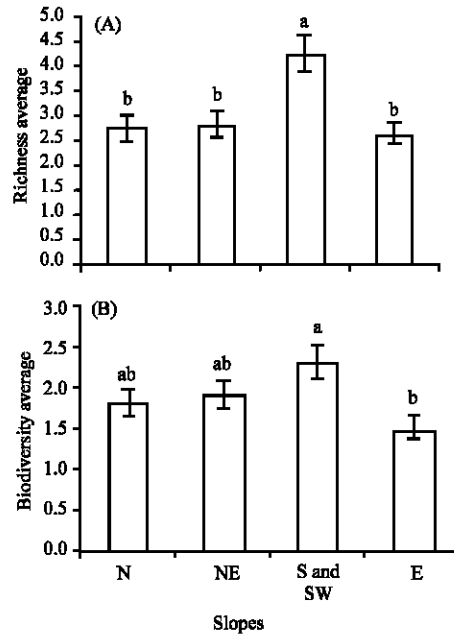 (A)
Richness average
5.0
4.5
4.0
3.5
3.0
2.5
2.0
1.5
1.0
0.5
0.0
b
b
a
b
(B)
Biodiversity average
3.0
2.5
2.0
1.5
1.0
0.5
0.0
ab
ab
a
b
N
NE
S and
SW
E
Slopes